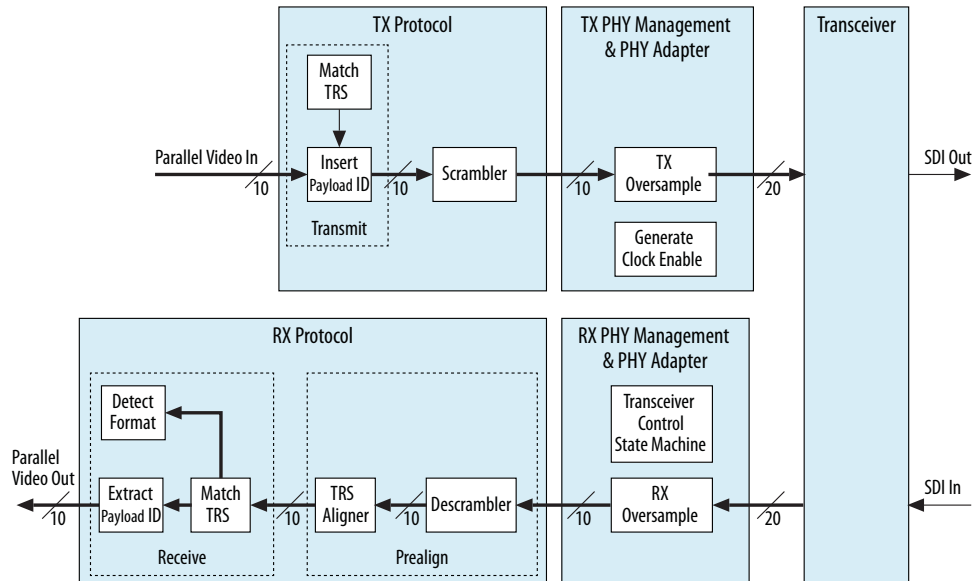 TX Protocol
TX PHY Management
& PHY Adapter
Transceiver
Match
TRS
Parallel Video In
10
Insert
Payload ID
10
Scrambler
10
TX
Oversample
20
SDI Out
Transmit
Generate
Clock Enable
RX Protocol
RX PHY Management
& PHY Adapter
Detect
Format
Transceiver
Control
State Machine
Parallel
Video Out
10
Extract
Payload ID
Match
TRS
10
TRS
Aligner
10
Descrambler
10
RX
Oversample
20
SDI In
Receive
Prealign